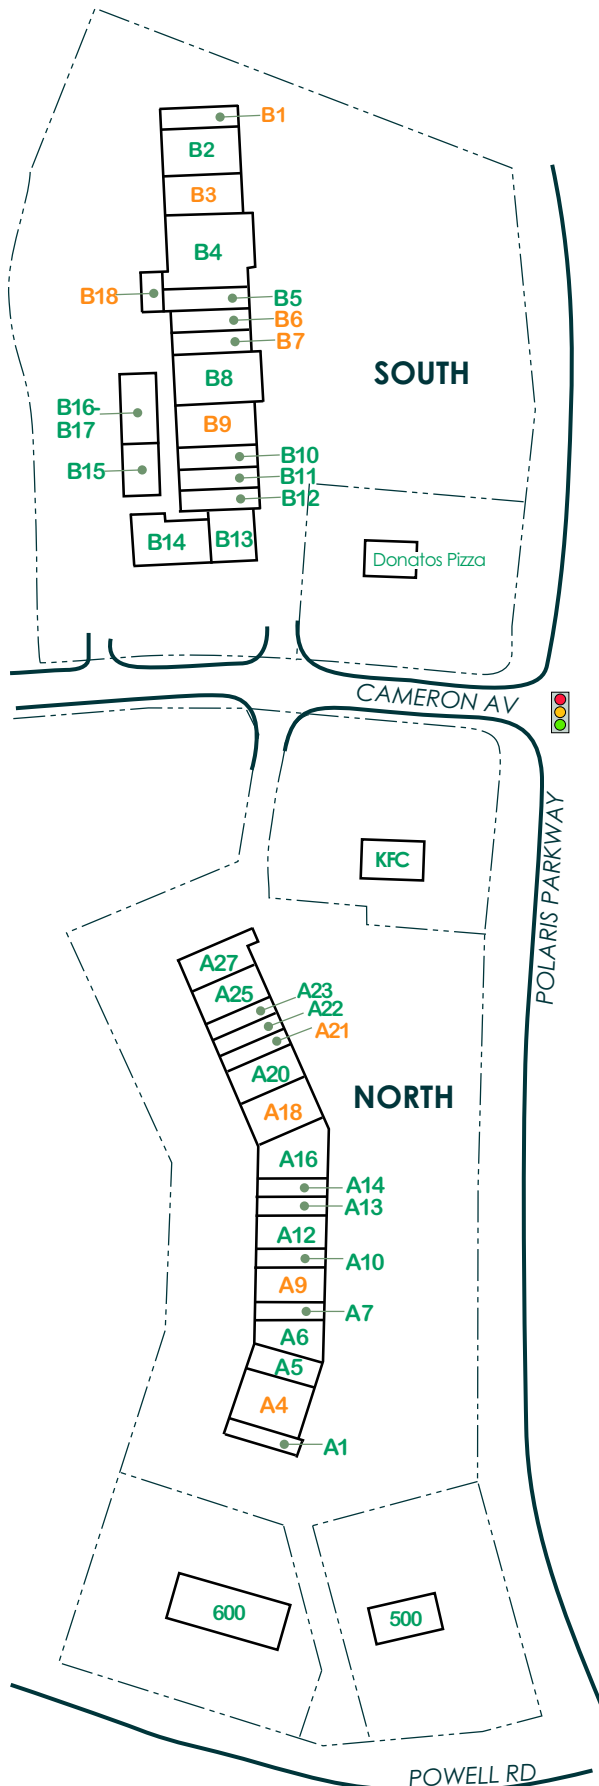 B1
B2
B3
B4
B18
B5
B6
B7
SOUTH
B8
B16-
B17
B9
B10
B15
B11
B12
B14
B13
Donatos Pizza
CAMERON AV
POLARIS PARKWAY
KFC
A27
A25
A23
A22
A21
A20
NORTH
A18
A16
A14
A13
A12
A10
A9
A7
A6
A5
A4
A1
600
500
POWELL RD